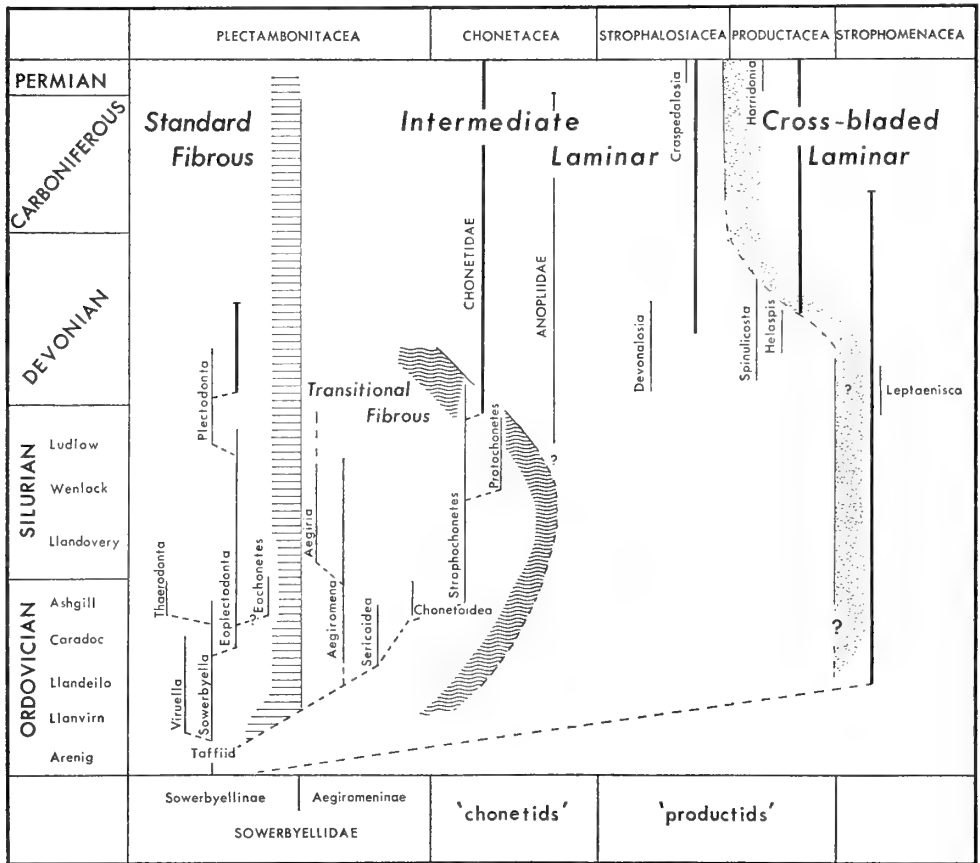 PLECTAMBONITACEA
CHONETACEA
STROPHALOSIACEA
PRODUCTACEA
STROPHOMENACEA
PERMIAN
CARBONIFEROUS
DEVONIAN
SILURIAN
Ludlow
Wenlock
Llandovery
ORDOVICIAN
Ashgill
Caradoc
Llandeilo
Llanvirn
Arenig
Standard
Fibrous
Intermediate
Laminar
Cross-bladed
Laminar
Transitional
Fibrous
Plectodonta
Thaerodonta
Eoplectodonta
Eochonetes
?
Viruella
Sowerbyella
Taffiid
Aegiria
Aegiromena
Sericoidea
Chonetoidea
Strophochonetes
Protochonetes
CHONETIDAE
ANOPLIIDAE
?
Devonalosia
Craspedalosia
Horridonia
Spinulicosta
Helaspis
?
Leptaenisca
?
Sowerbyellinae
Aegiromeninae
SOWERBYELLIDAE
'chonetids'
'productids'